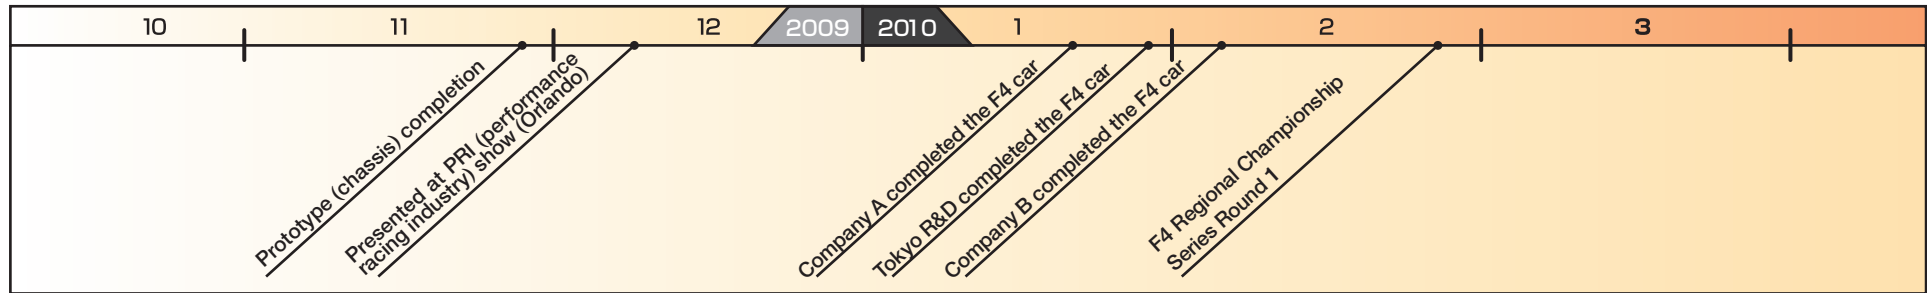 10
11
12
2009
2010
1
2
3
Prototype (chassis) completion
Presented at PRI (performance
racing industry) show (Orlando)
Company A completed the F4 car
Tokyo R&D completed the F4 car
Company B completed the F4 car
F4 Regional Championship
Series Round 1